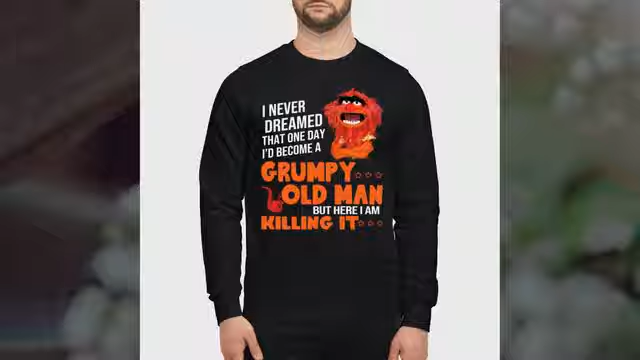 I NEVER
DREAMED
THAT ONE DAY
I'D BECOME A
GRUMPY
OLD MAN
BUT HERE I AM
KILLING IT